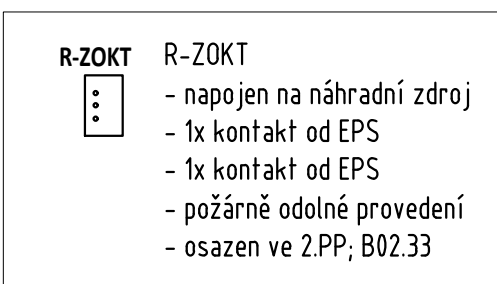 R-ZOKT R-ZOKT
- napojen na náhradní zdroj
- 1x kontakt od EPS
- 1x kontakt od EPS
- požárně odolné provedení
- osazen ve 2.PP; B02.33